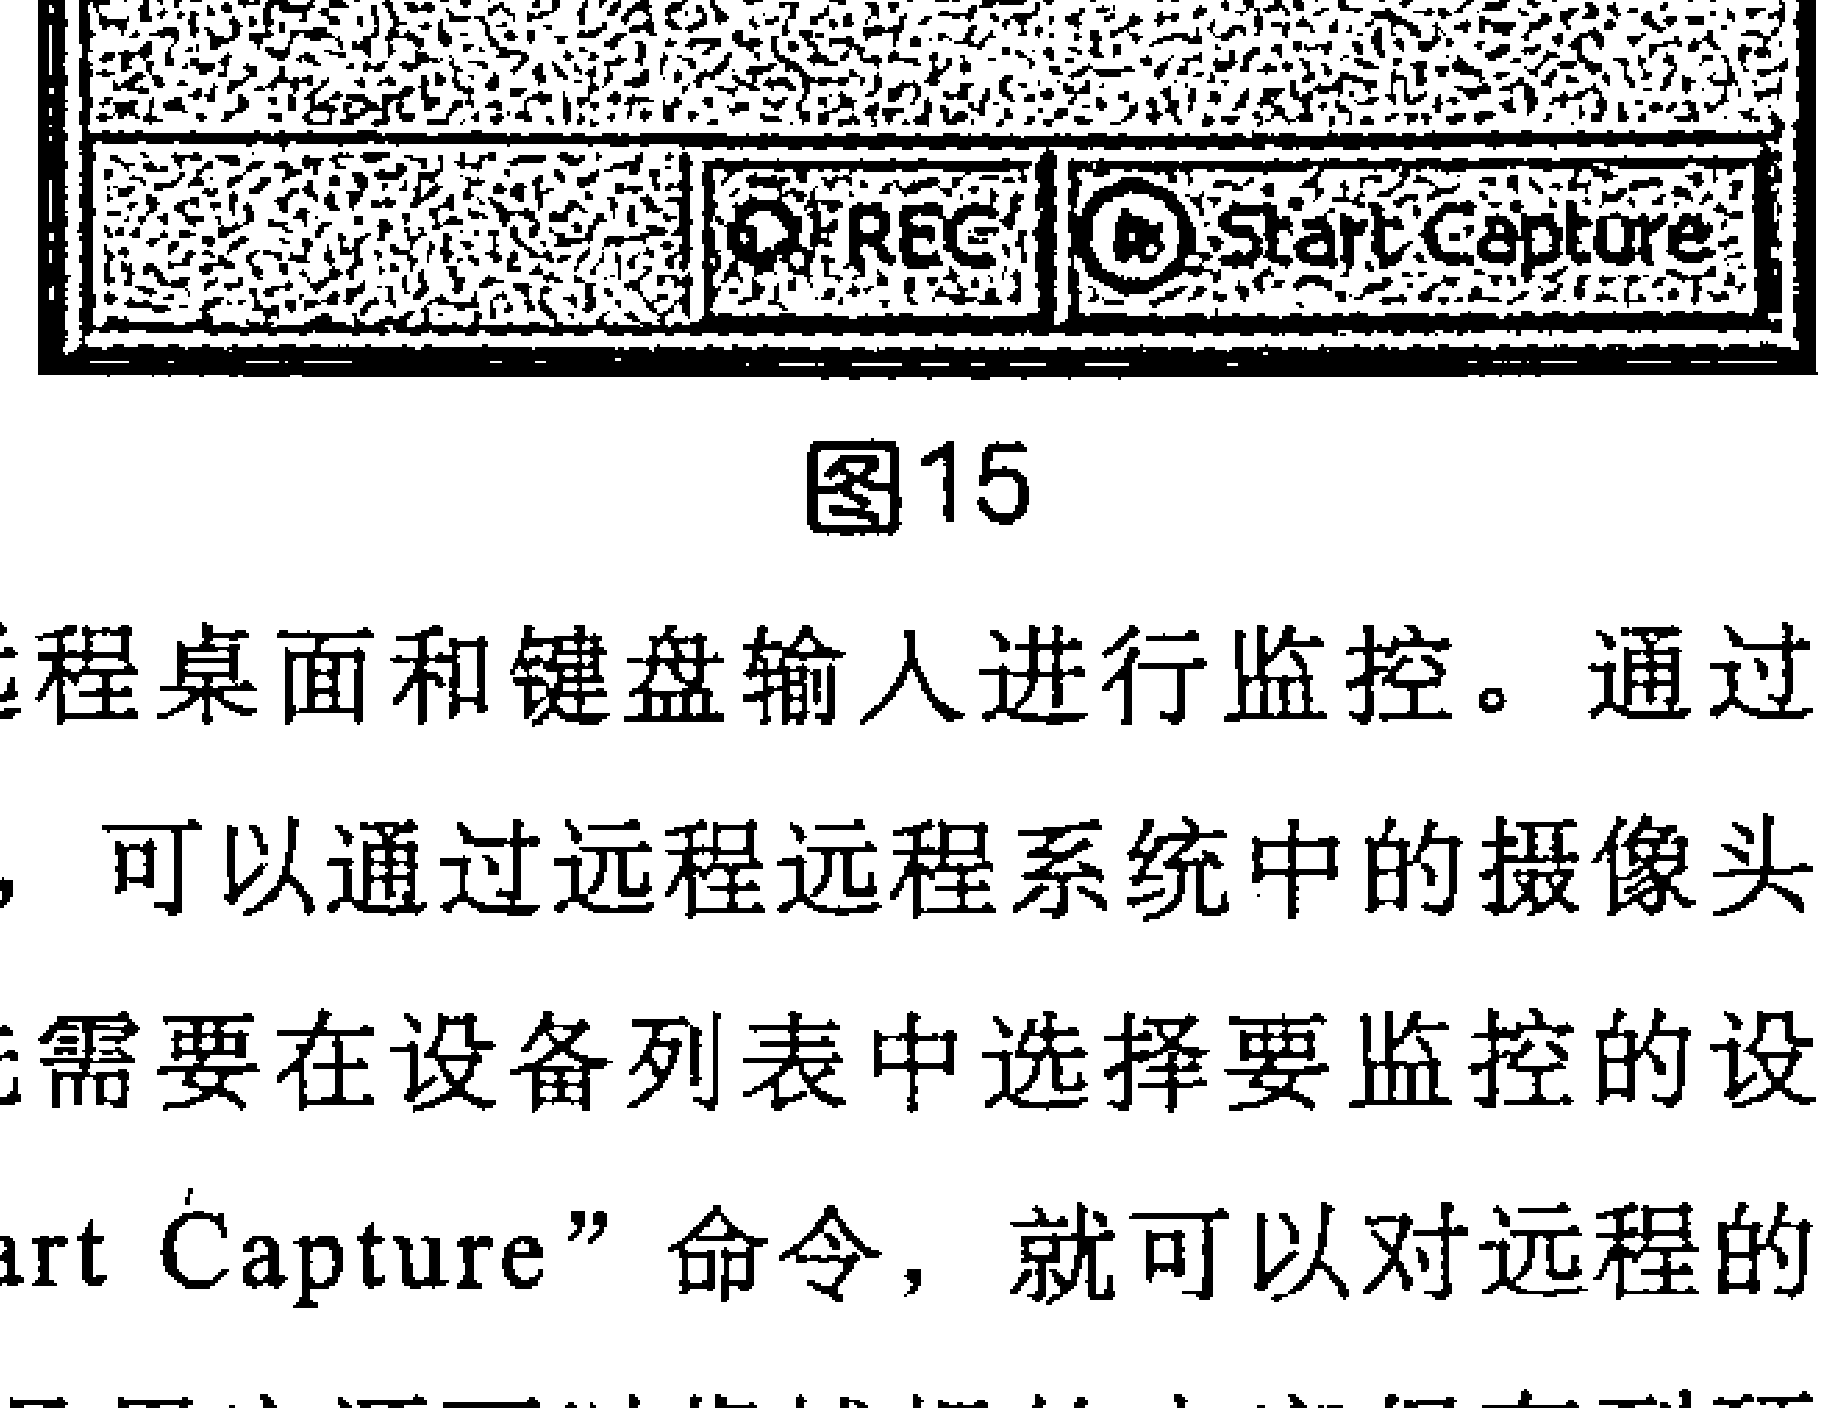 REC Start Capture
图15
程桌面和键盘输入进行监控。通过
，可以通过远程远程系统中的摄像头
需要在设备列表中选择要监控的设
art Capture”命令，就可以对远程的